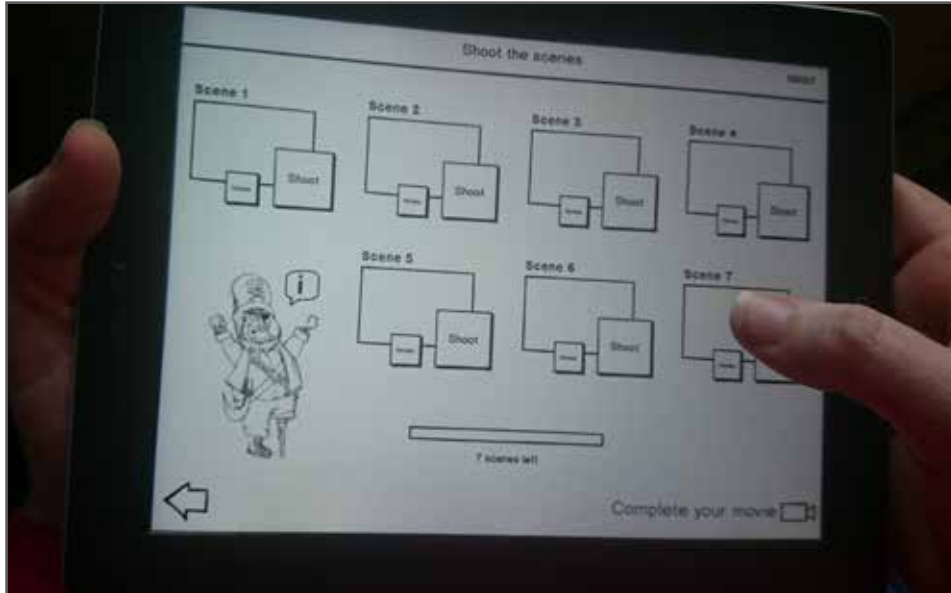 Shoot the scenes
Scene 1
Scene 2
Scene 3
Scene 4
Shoot
Shoot
Shoot
Shoot
i
Scene 5
Scene 6
Scene 7
Shoot
Shoot
7 scenes left
Complete your movie